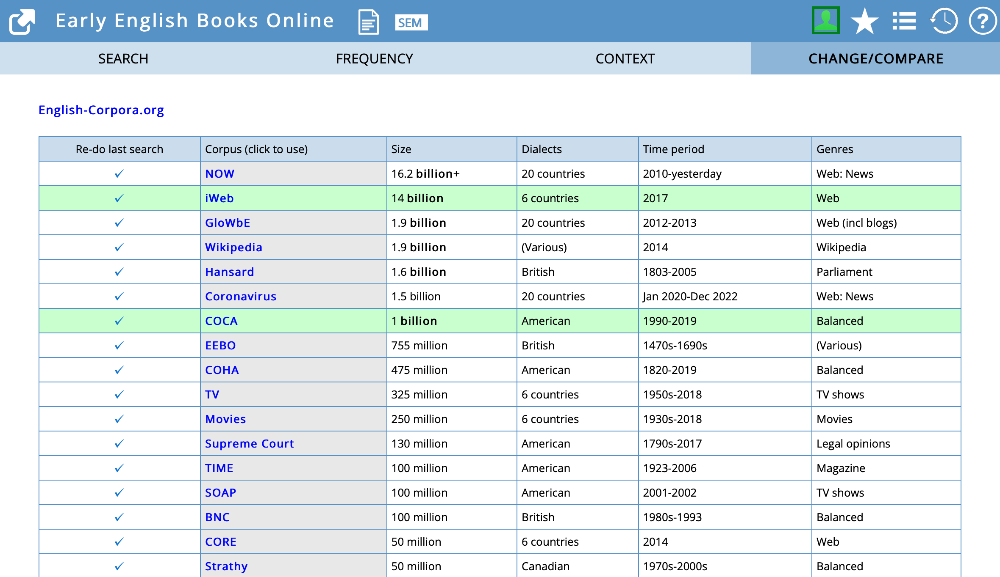 Early English Books Online SEM
SEARCH FREQUENCY CONTEXT CHANGE/COMPARE
English-Corpora.org
Re-do last search Corpus (click to use) Size Dialects Time period Genres
NOW 16.2 billion+ 20 countries 2010-yesterday Web: News
iWeb 14 billion 6 countries 2017 Web
GloWbE 1.9 billion 20 countries 2012-2013 Web (incl blogs)
Wikipedia 1.9 billion (Various) 2014 Wikipedia
Hansard 1.6 billion British 1803-2005 Parliament
Coronavirus 1.5 billion 20 countries Jan 2020-Dec 2022 Web: News
COCA 1 billion American 1990-2019 Balanced
EEBO 755 million British 1470s-1690s (Various)
COHA 475 million American 1820-2019 Balanced
TV 325 million 6 countries 1950s-2018 TV shows
Movies 250 million 6 countries 1930s-2018 Movies
Supreme Court 130 million American 1790s-2017 Legal opinions
TIME 100 million American 1923-2006 Magazine
SOAP 100 million American 2001-2002 TV shows
BNC 100 million British 1980s-1993 Balanced
CORE 50 million 6 countries 2014 Web
Strathy 50 million Canadian 1970s-2000s Balanced